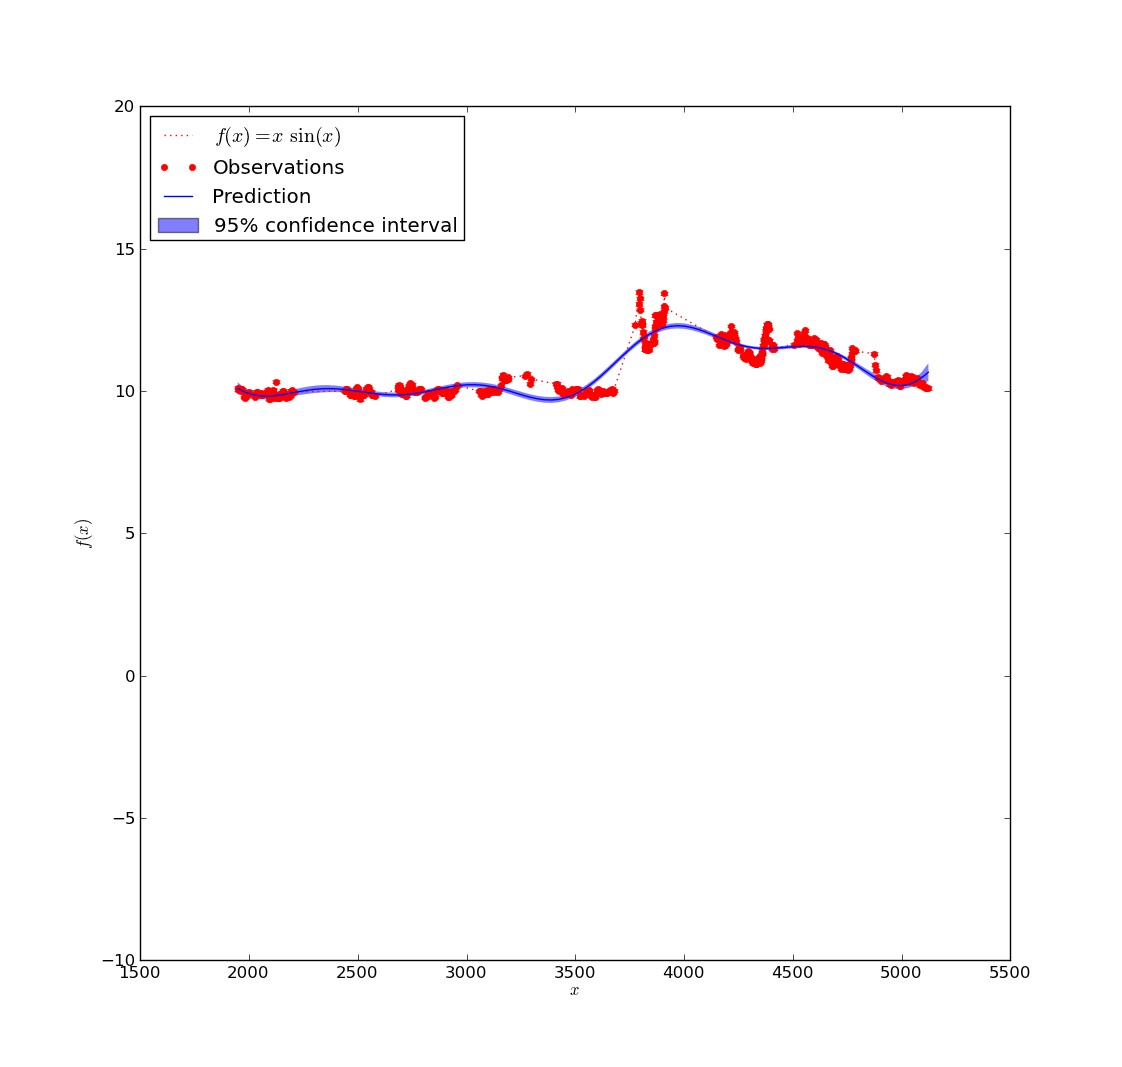 20
15
10
5
0
−5
−10
f(x)
f(x) = x sin(x)
Observations
Prediction
95% confidence interval
1500 2000 2500 3000 3500 4000 4500 5000 5500
x